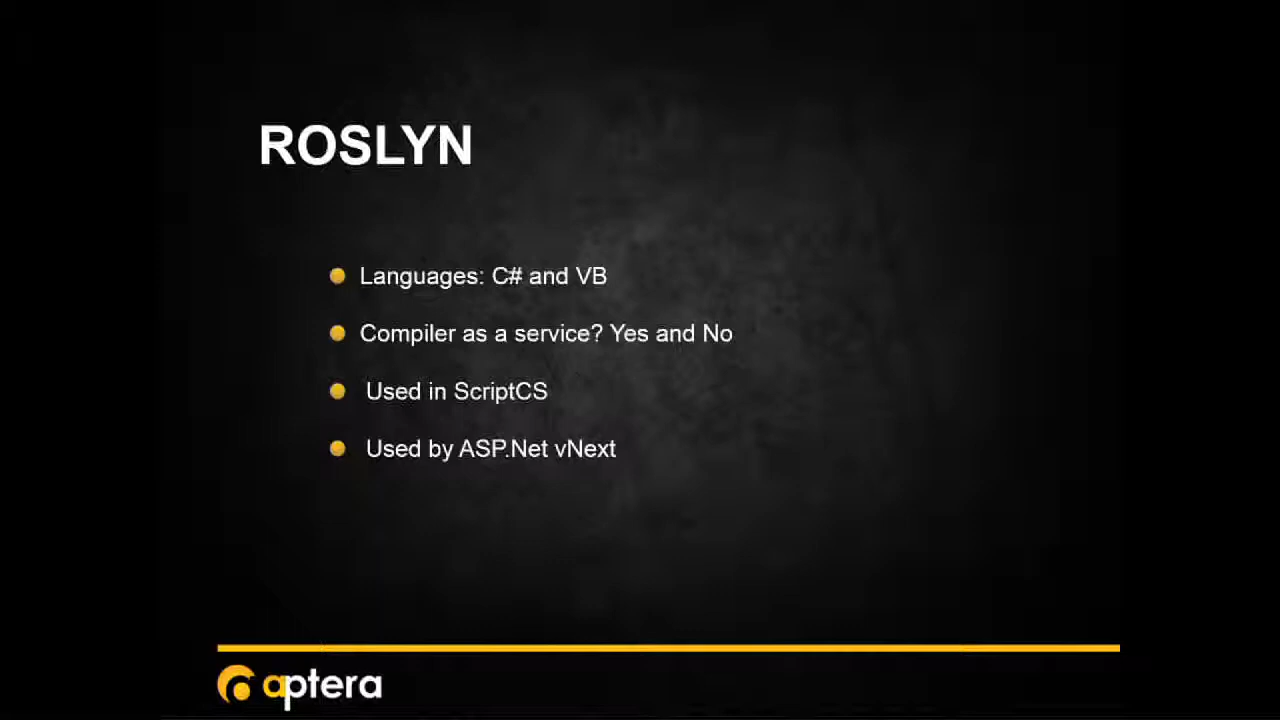 ROSLYN
Languages: C# and VB
Compiler as a service? Yes and No
Used in ScriptCS
Used by ASP.Net vNext
aptera